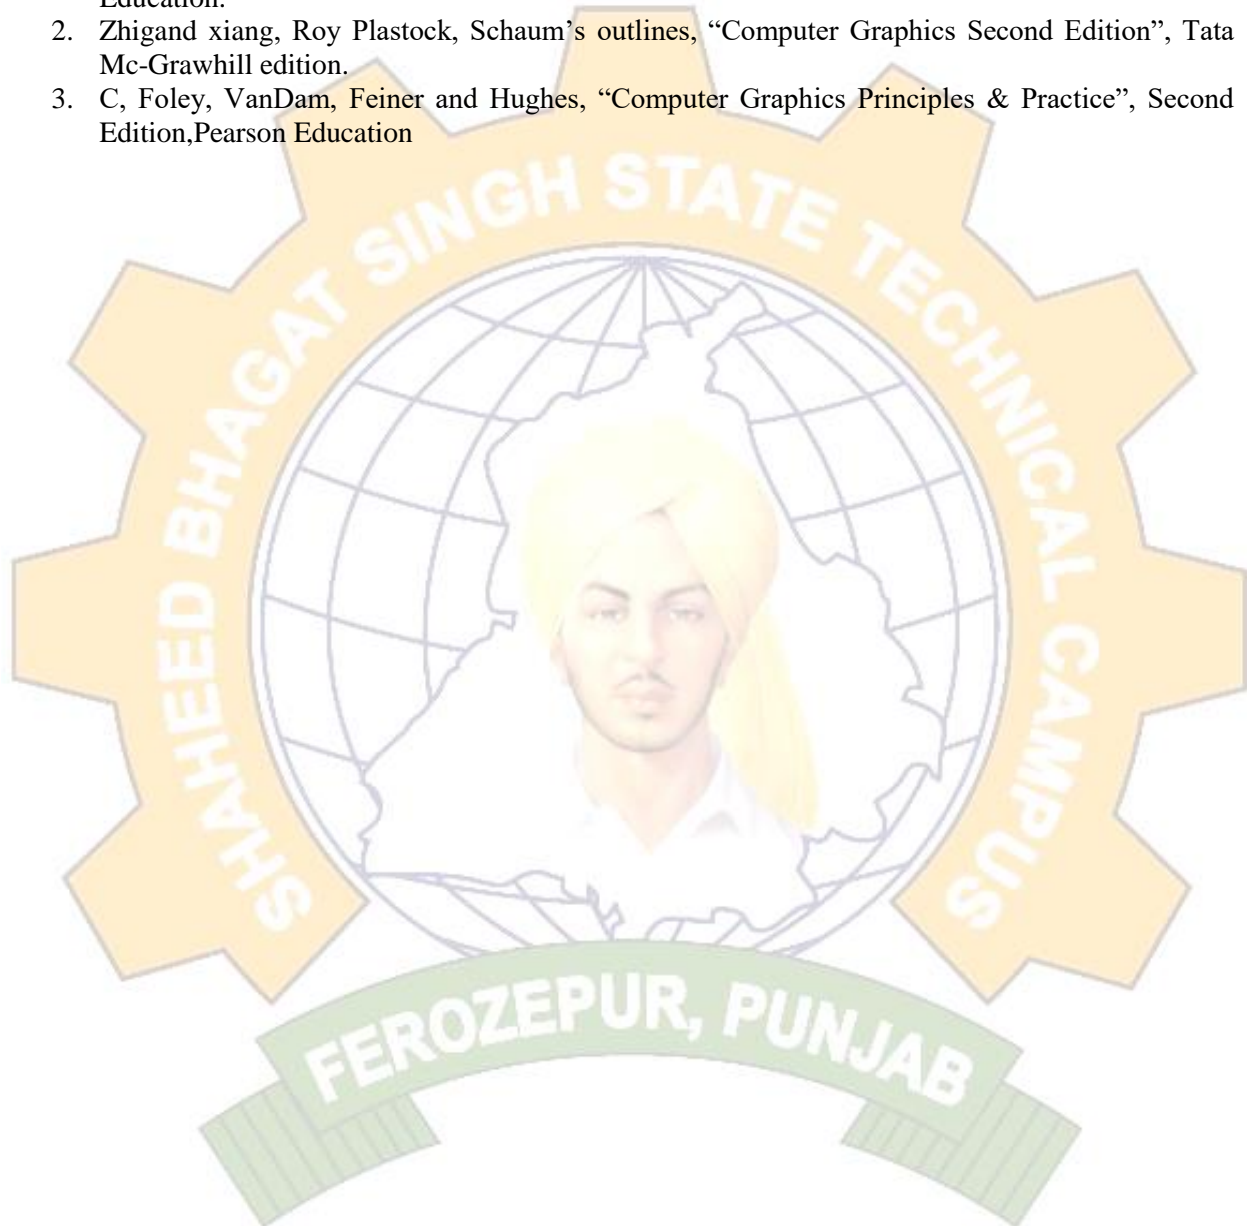 Education.
2. Zhigand xiang, Roy Plastock, Schaum’s outlines, “Computer Graphics Second Edition”, Tata
Mc-Grawhill edition.
3. C, Foley, VanDam, Feiner and Hughes, “Computer Graphics Principles & Practice”, Second
Edition,Pearson Education
SHAHEED BHAGAT SINGH STATE TECHNICAL CAMPUS
FEROZEPUR, PUNJAB